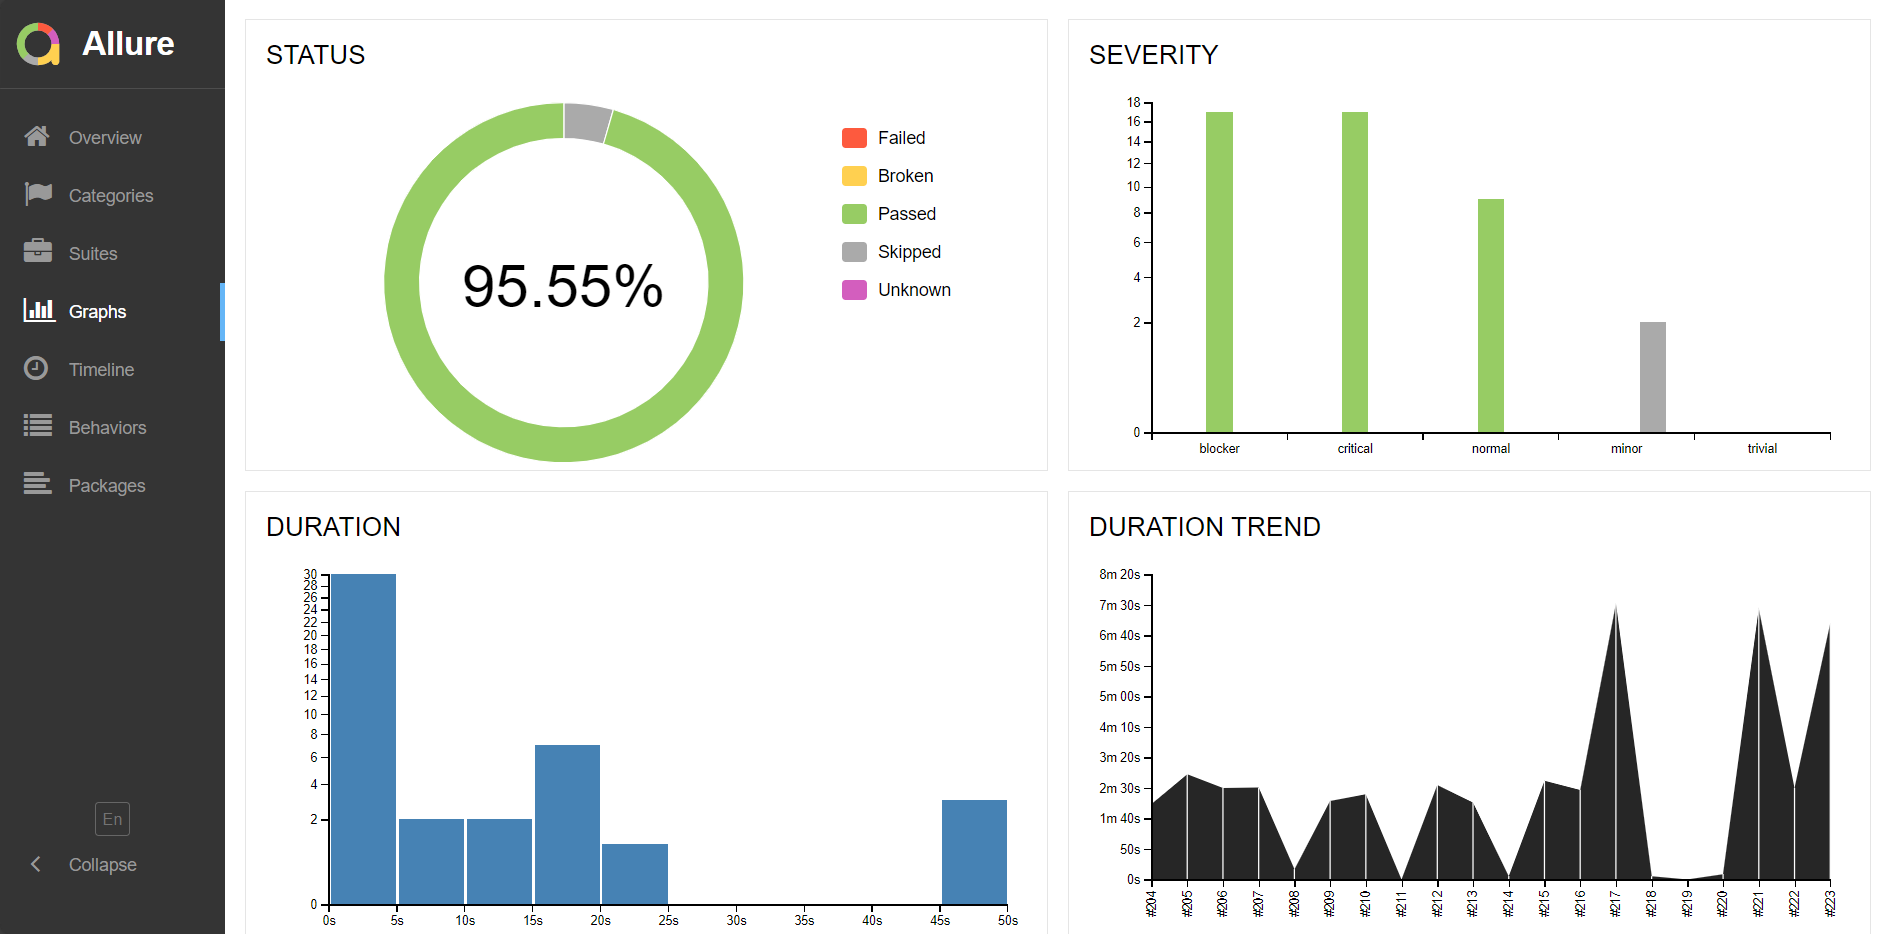 Allure
Overview
Categories
Suites
Graphs
Timeline
Behaviors
Packages
En
Collapse
STATUS
95.55%
Failed
Broken
Passed
Skipped
Unknown
SEVERITY
18
16
14
12
10
8
6
4
2
0
blocker critical normal minor trivial
DURATION
30
28
26
24
22
20
18
16
14
12
10
8
6
4
2
0
0s 5s 10s 15s 20s 25s 30s 35s 40s 45s 50s
DURATION TREND
8m 20s
7m 30s
6m 40s
5m 50s
5m 00s
4m 10s
3m 20s
2m 30s
1m 40s
50s
0s
#204 #205 #206 #207 #208 #209 #210 #211 #212 #213 #214 #215 #216 #217 #218 #219 #220 #221 #222 #223